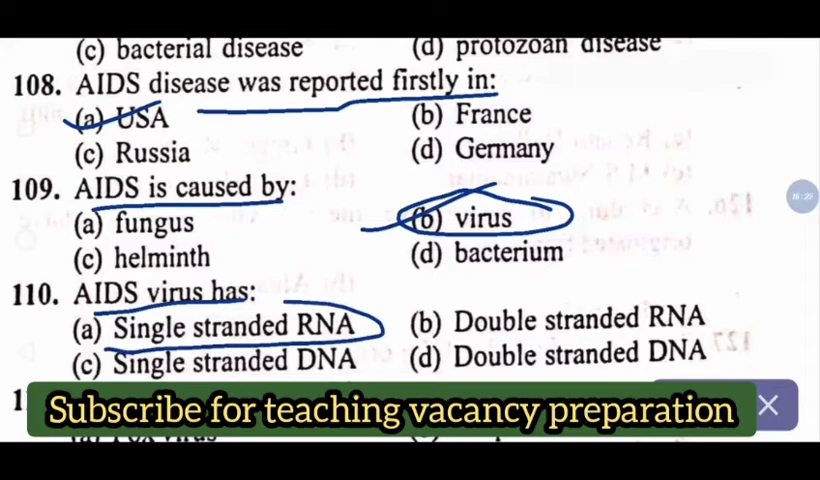 (c) bacterial disease (d) protozoan disease
108. AIDS disease was reported firstly in:
(a) USA (b) France
(c) Russia (d) Germany
109. AIDS is caused by:
(a) fungus (b) virus
(c) helminth (d) bacterium
110. AIDS virus has:
(a) Single stranded RNA (b) Double stranded RNA
(c) Single stranded DNA (d) Double stranded DNA
Subscribe for teaching vacancy preparation